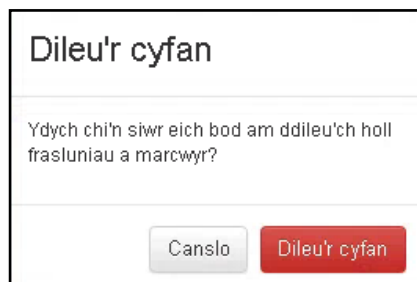 Dileu'r cyfan
Ydych chi'n siwr eich bod am ddileu'ch holl
frasluniau a marcwyr?
Canslo Dileu'r cyfan